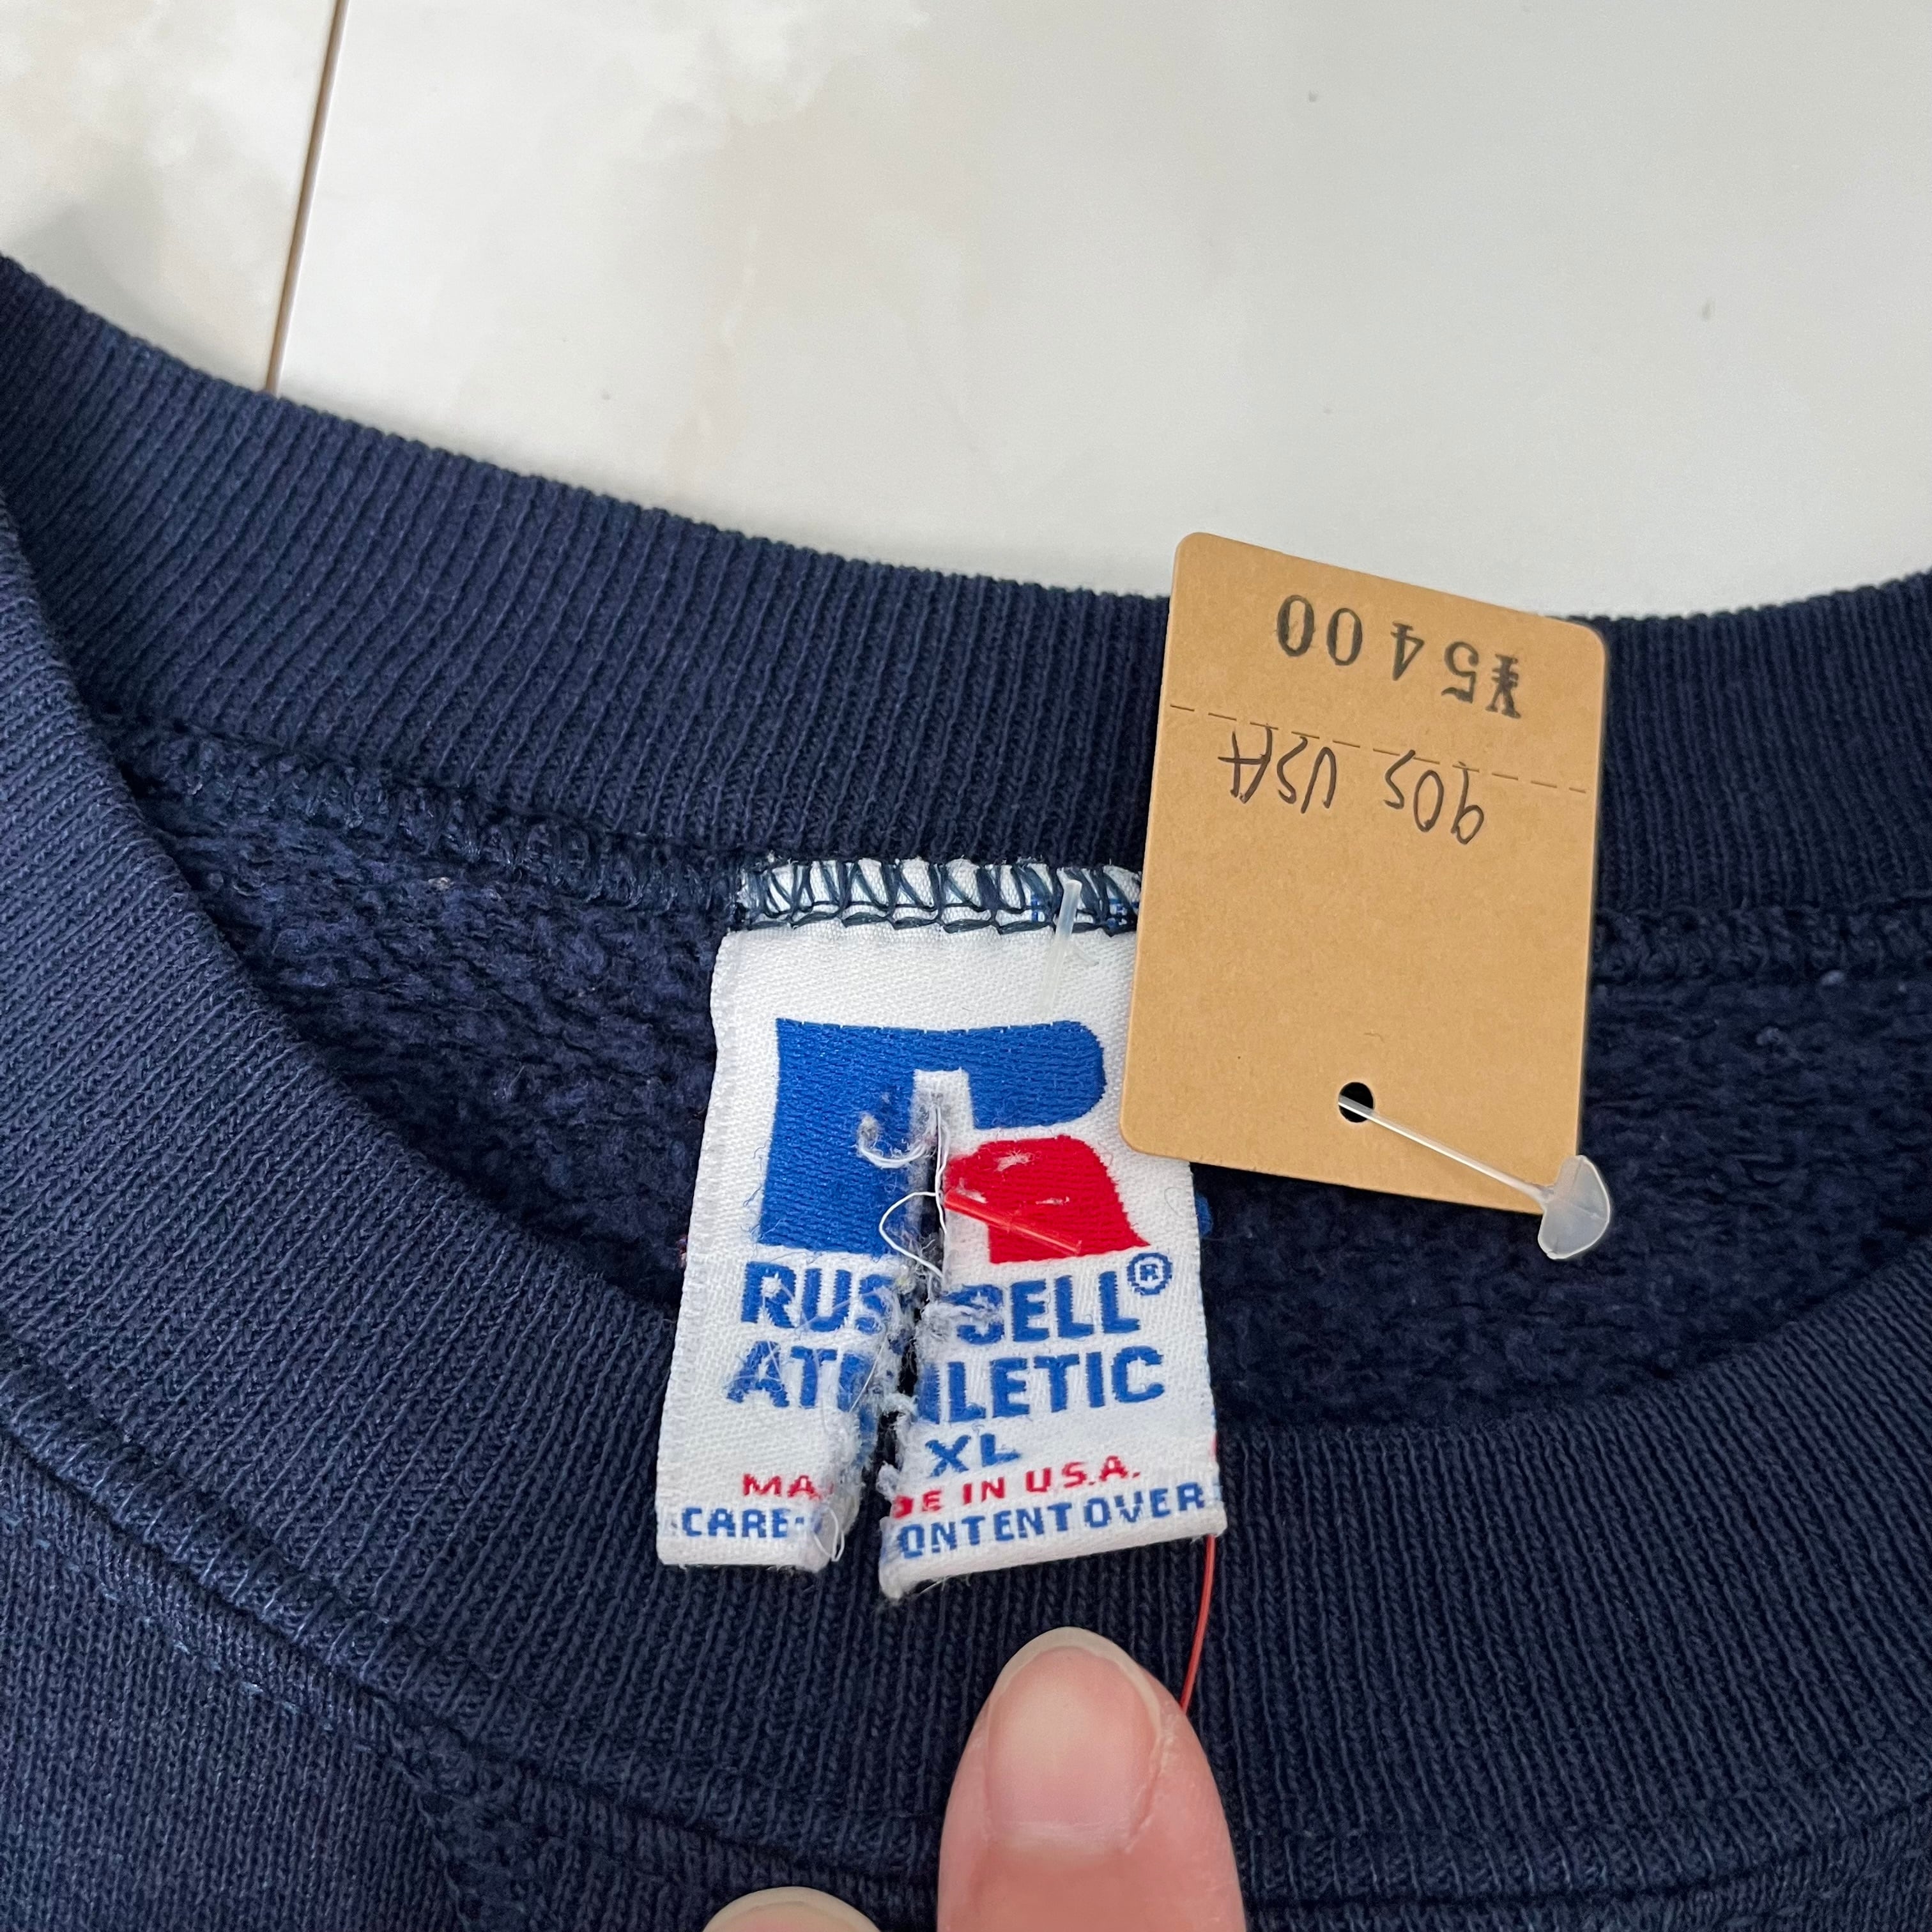 ¥5400
90s USA
RUSSELL®
ATHLETIC
XL
MADE IN U.S.A.
CARE-CONTENT OVER